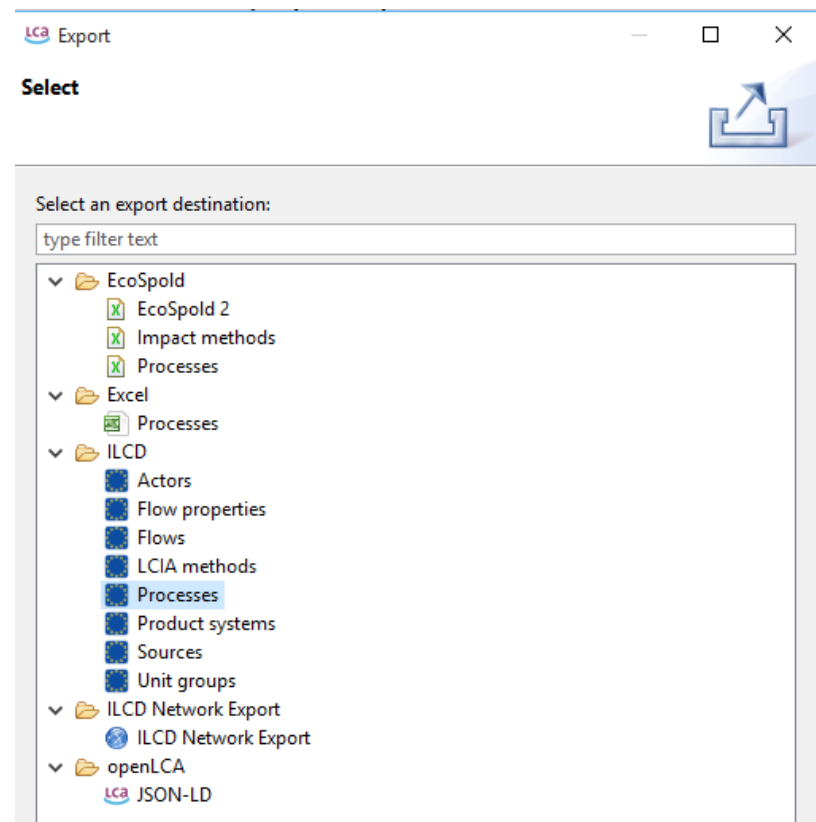 LCa Export
Select
Select an export destination:
type filter text
EcoSpold
EcoSpold 2
Impact methods
Processes
Excel
Processes
ILCD
Actors
Flow properties
Flows
LCIA methods
Processes
Product systems
Sources
Unit groups
ILCD Network Export
ILCD Network Export
openLCA
LCa JSON-LD